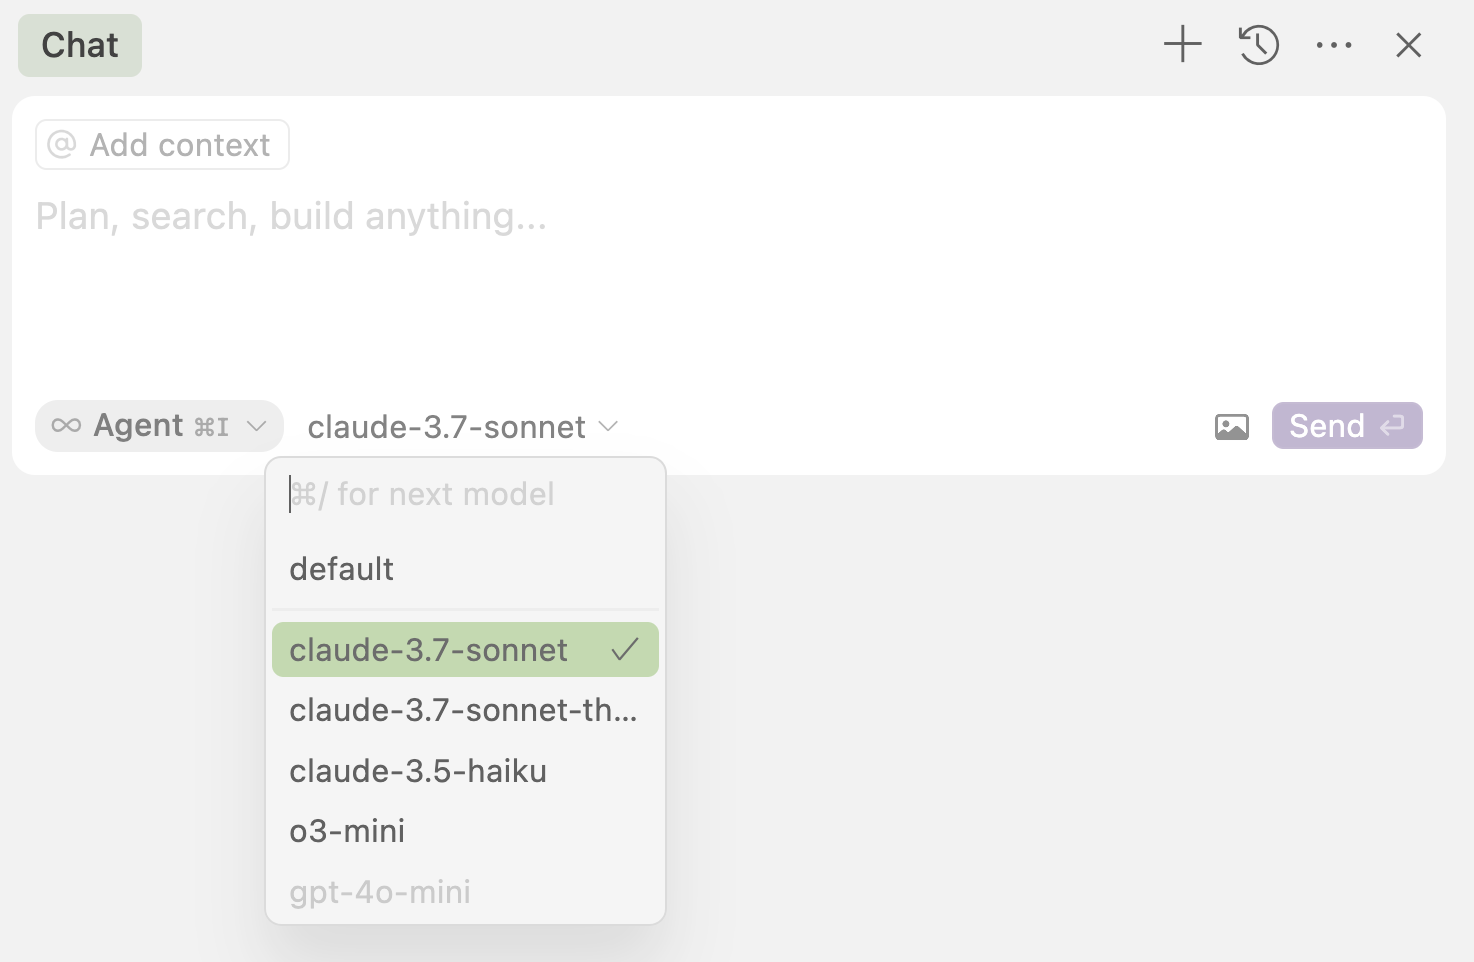 Chat
@ Add context
Plan, search, build anything...
∞ Agent ⌘I claude-3.7-sonnet Send
⌘/ for next model
default
claude-3.7-sonnet
claude-3.7-sonnet-th...
claude-3.5-haiku
o3-mini
gpt-4o-mini